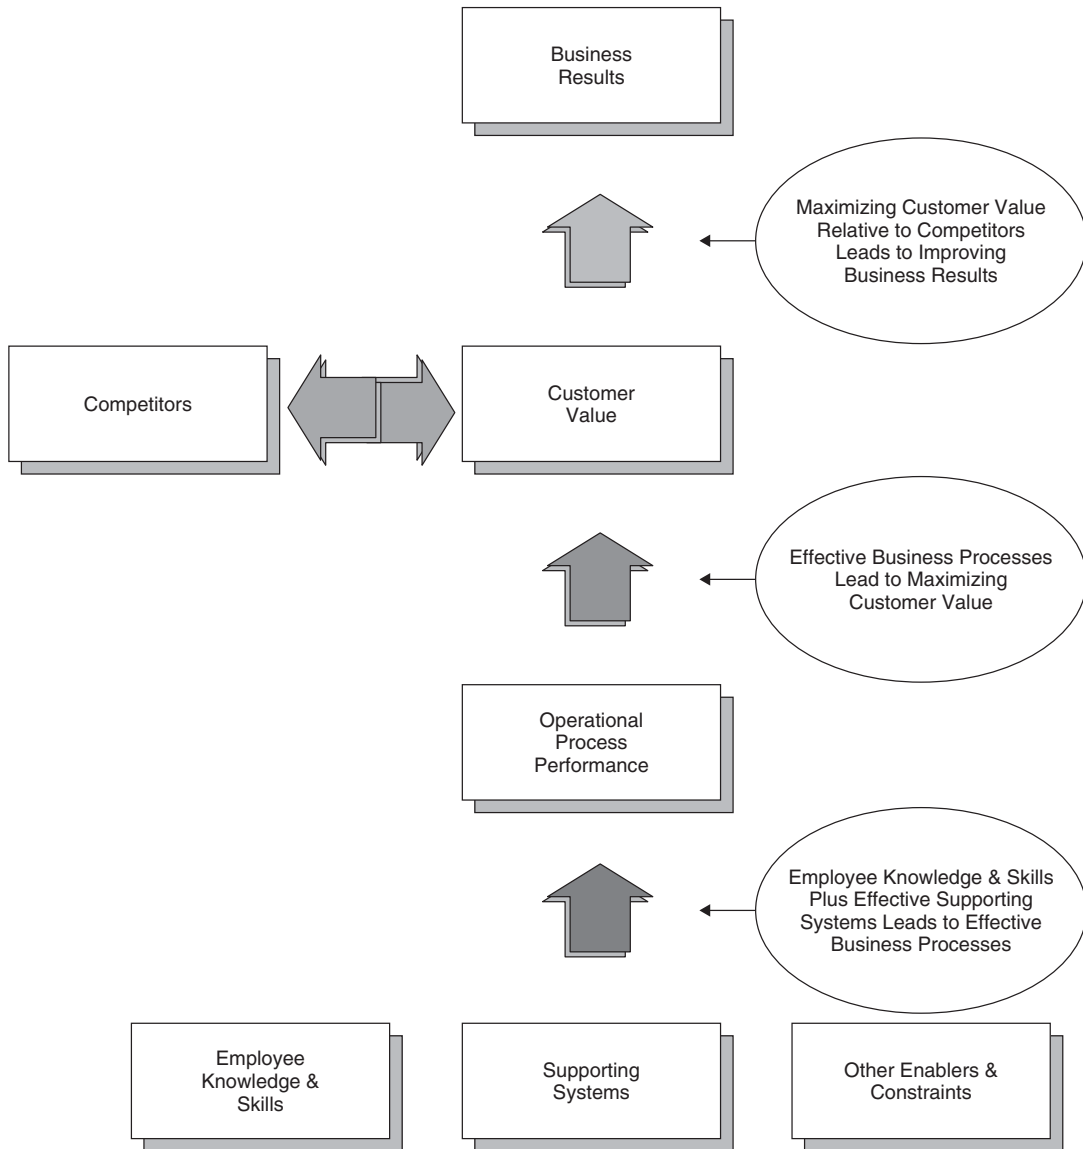 Business
Results
Maximizing Customer Value
Relative to Competitors
Leads to Improving
Business Results
Competitors
Customer
Value
Effective Business Processes
Lead to Maximizing
Customer Value
Operational
Process
Performance
Employee Knowledge & Skills
Plus Effective Supporting
Systems Leads to Effective
Business Processes
Employee
Knowledge &
Skills
Supporting
Systems
Other Enablers &
Constraints